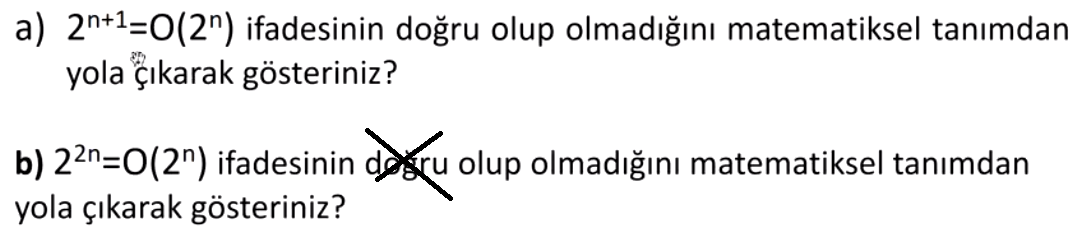 a) 2ⁿ⁺¹=O(2ⁿ) ifadesinin doğru olup olmadığını matematiksel tanımdan
yola çıkarak gösteriniz?
b) 2²ⁿ=O(2ⁿ) ifadesinin doğru olup olmadığını matematiksel tanımdan
yola çıkarak gösteriniz?